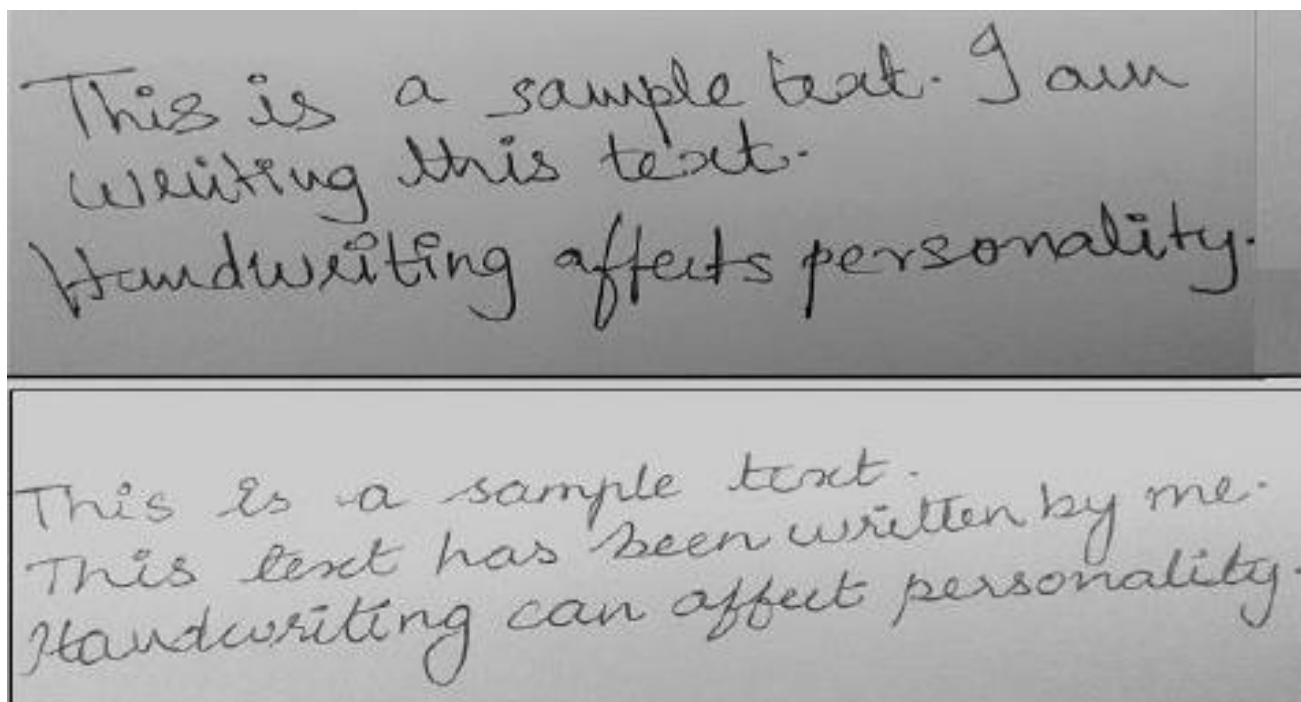 This is a sample text. I am
writing this text.
Handwriting affects personality.
This is a sample text.
This text has been written by me.
Handwriting can affect personality.